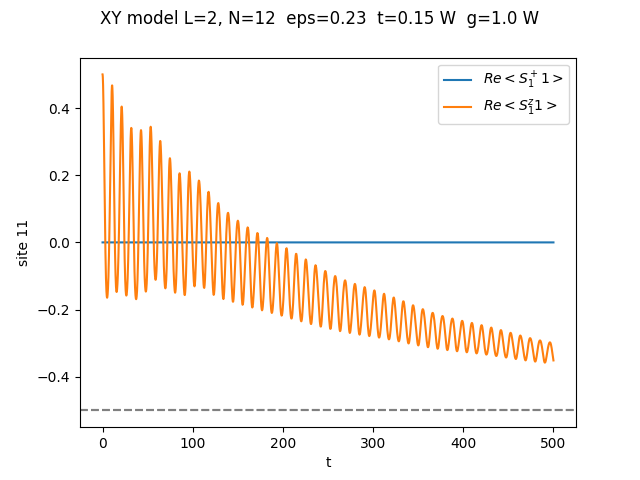 XY model L=2, N=12 eps=0.23 t=0.15 W g=1.0 W
Re<S_1^+1>
Re<S_1^z1>
site 11
0.4
0.2
0.0
−0.2
−0.4
0 100 200 300 400 500
t